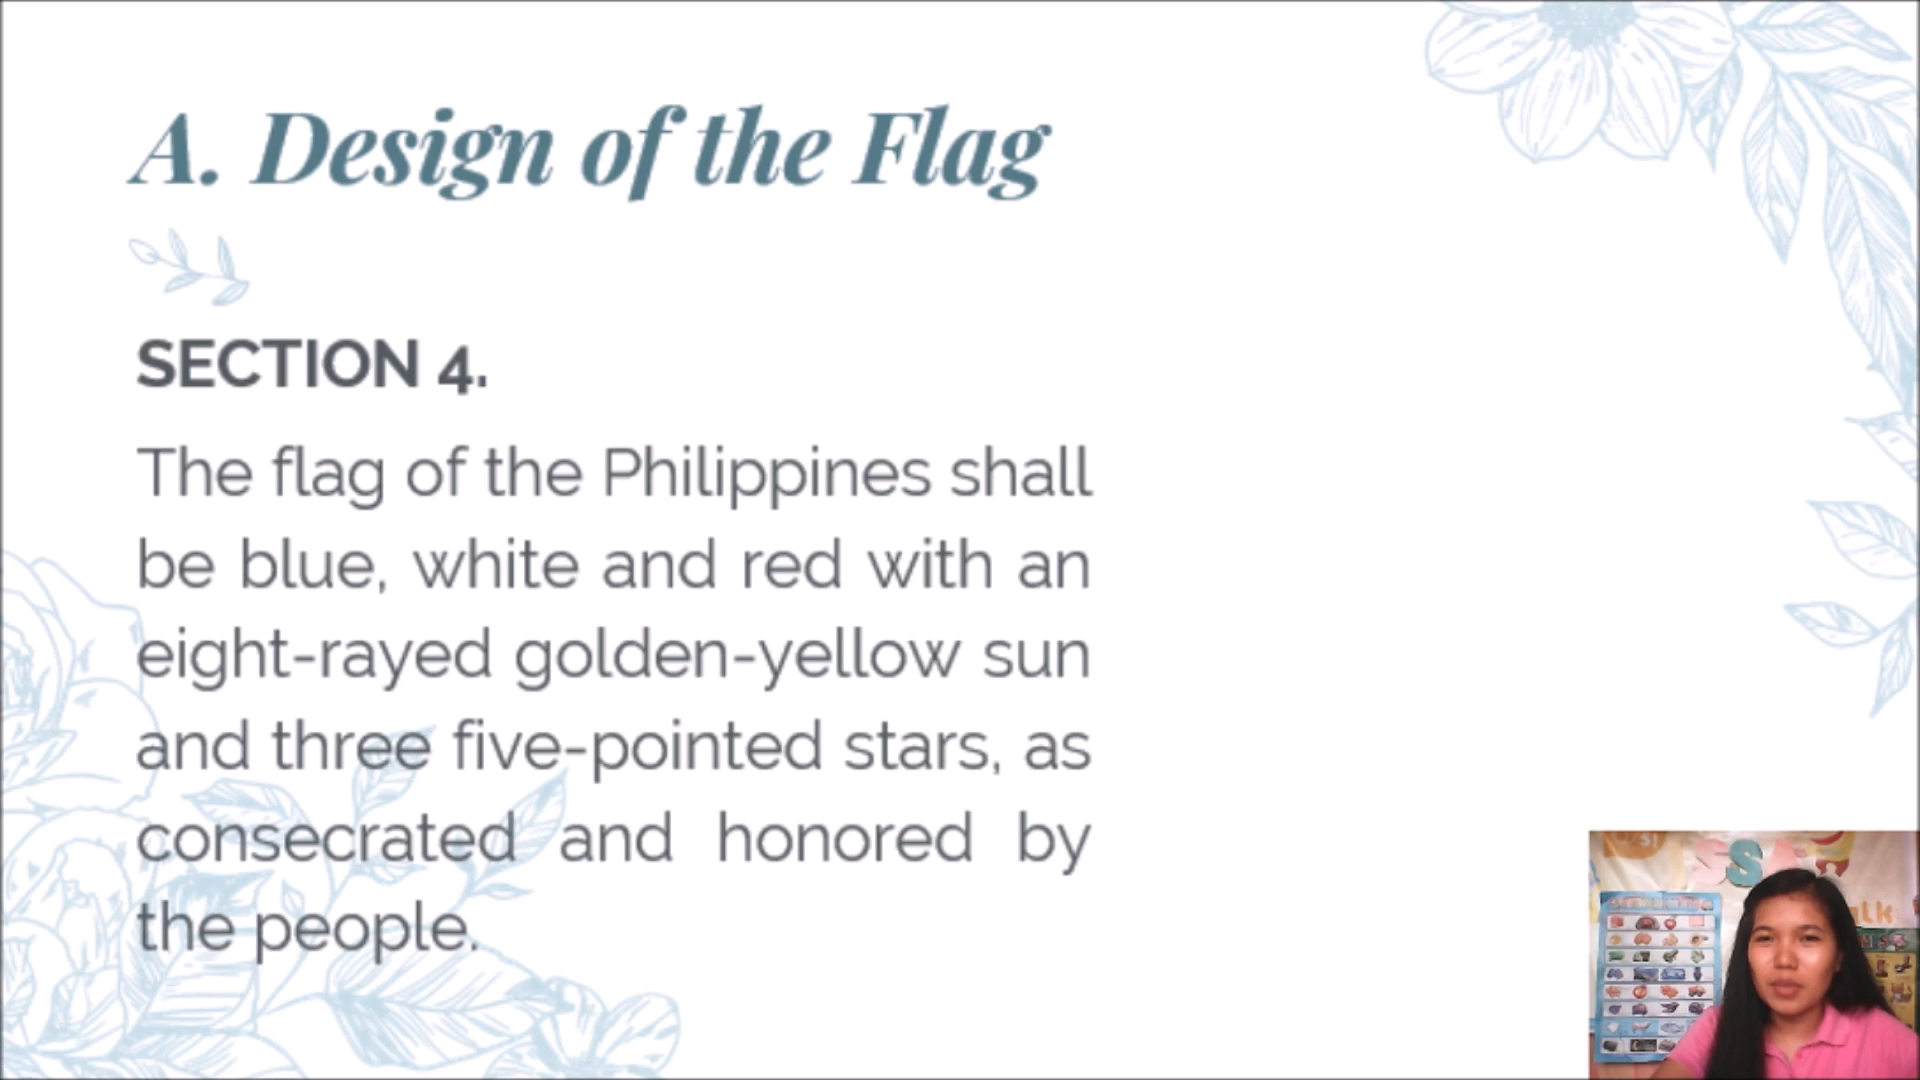 A. Design of the Flag
SECTION 4.
The flag of the Philippines shall
be blue, white and red with an
eight-rayed golden-yellow sun
and three five-pointed stars, as
consecrated and honored by
the people.